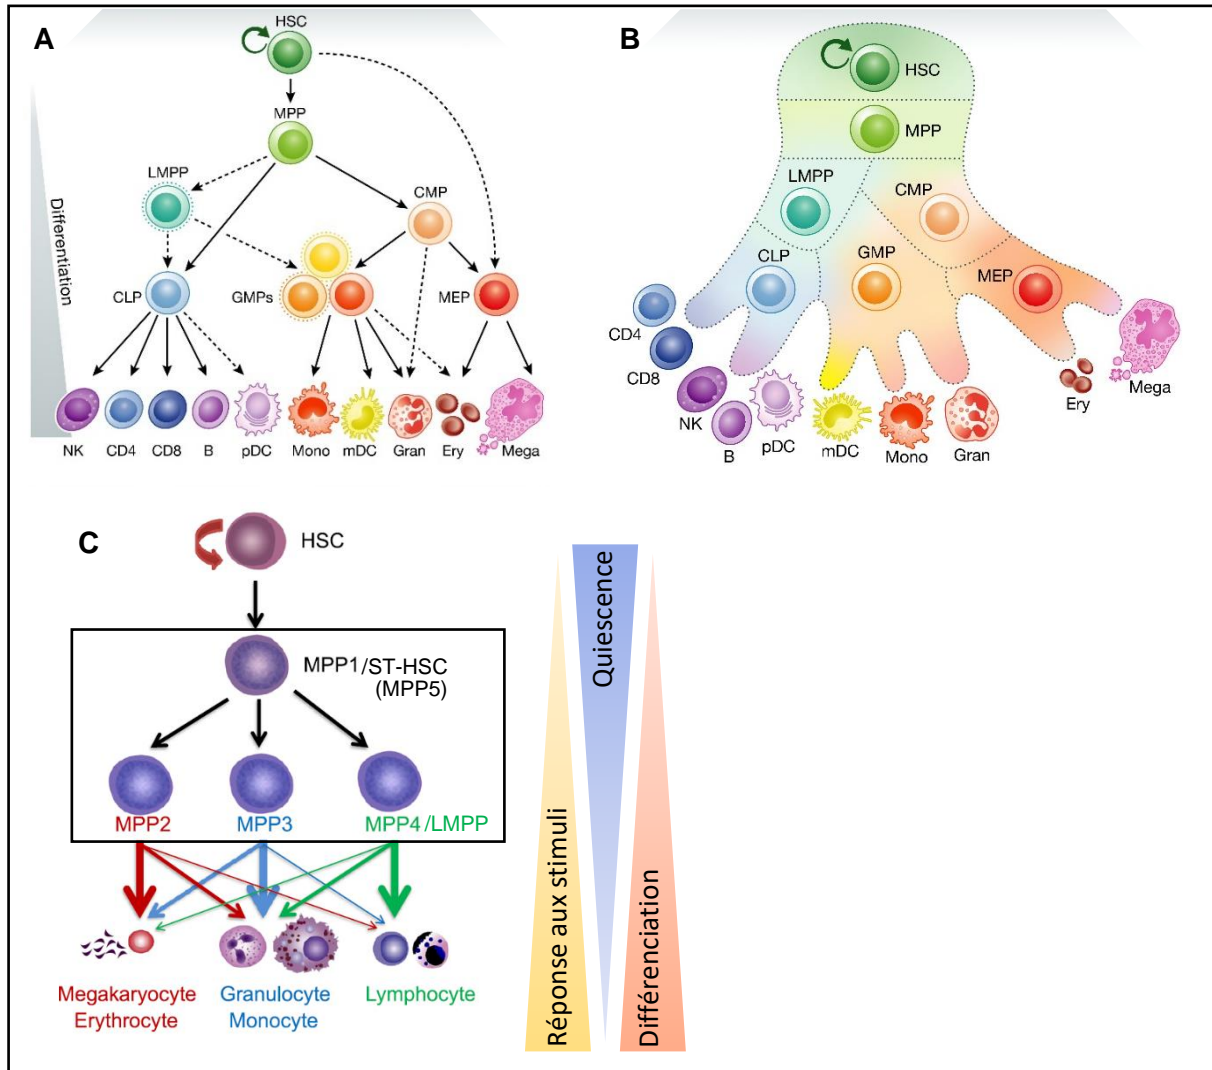 A
HSC
MPP
LMPP
CMP
Differentiation
CLP
GMPs
MEP
NK CD4 CD8 B pDC Mono mDC Gran Ery Mega
B
HSC
MPP
LMPP
CMP
CLP
GMP
MEP
CD4
CD8
NK
B
pDC
mDC
Mono
Gran
Ery
Mega
C
HSC
MPP1/ST-HSC
(MPP5)
MPP2
MPP3
MPP4/LMPP
Megakaryocyte
Erythrocyte
Granulocyte
Monocyte
Lymphocyte
Réponse aux stimuli
Quiescence
Différenciation